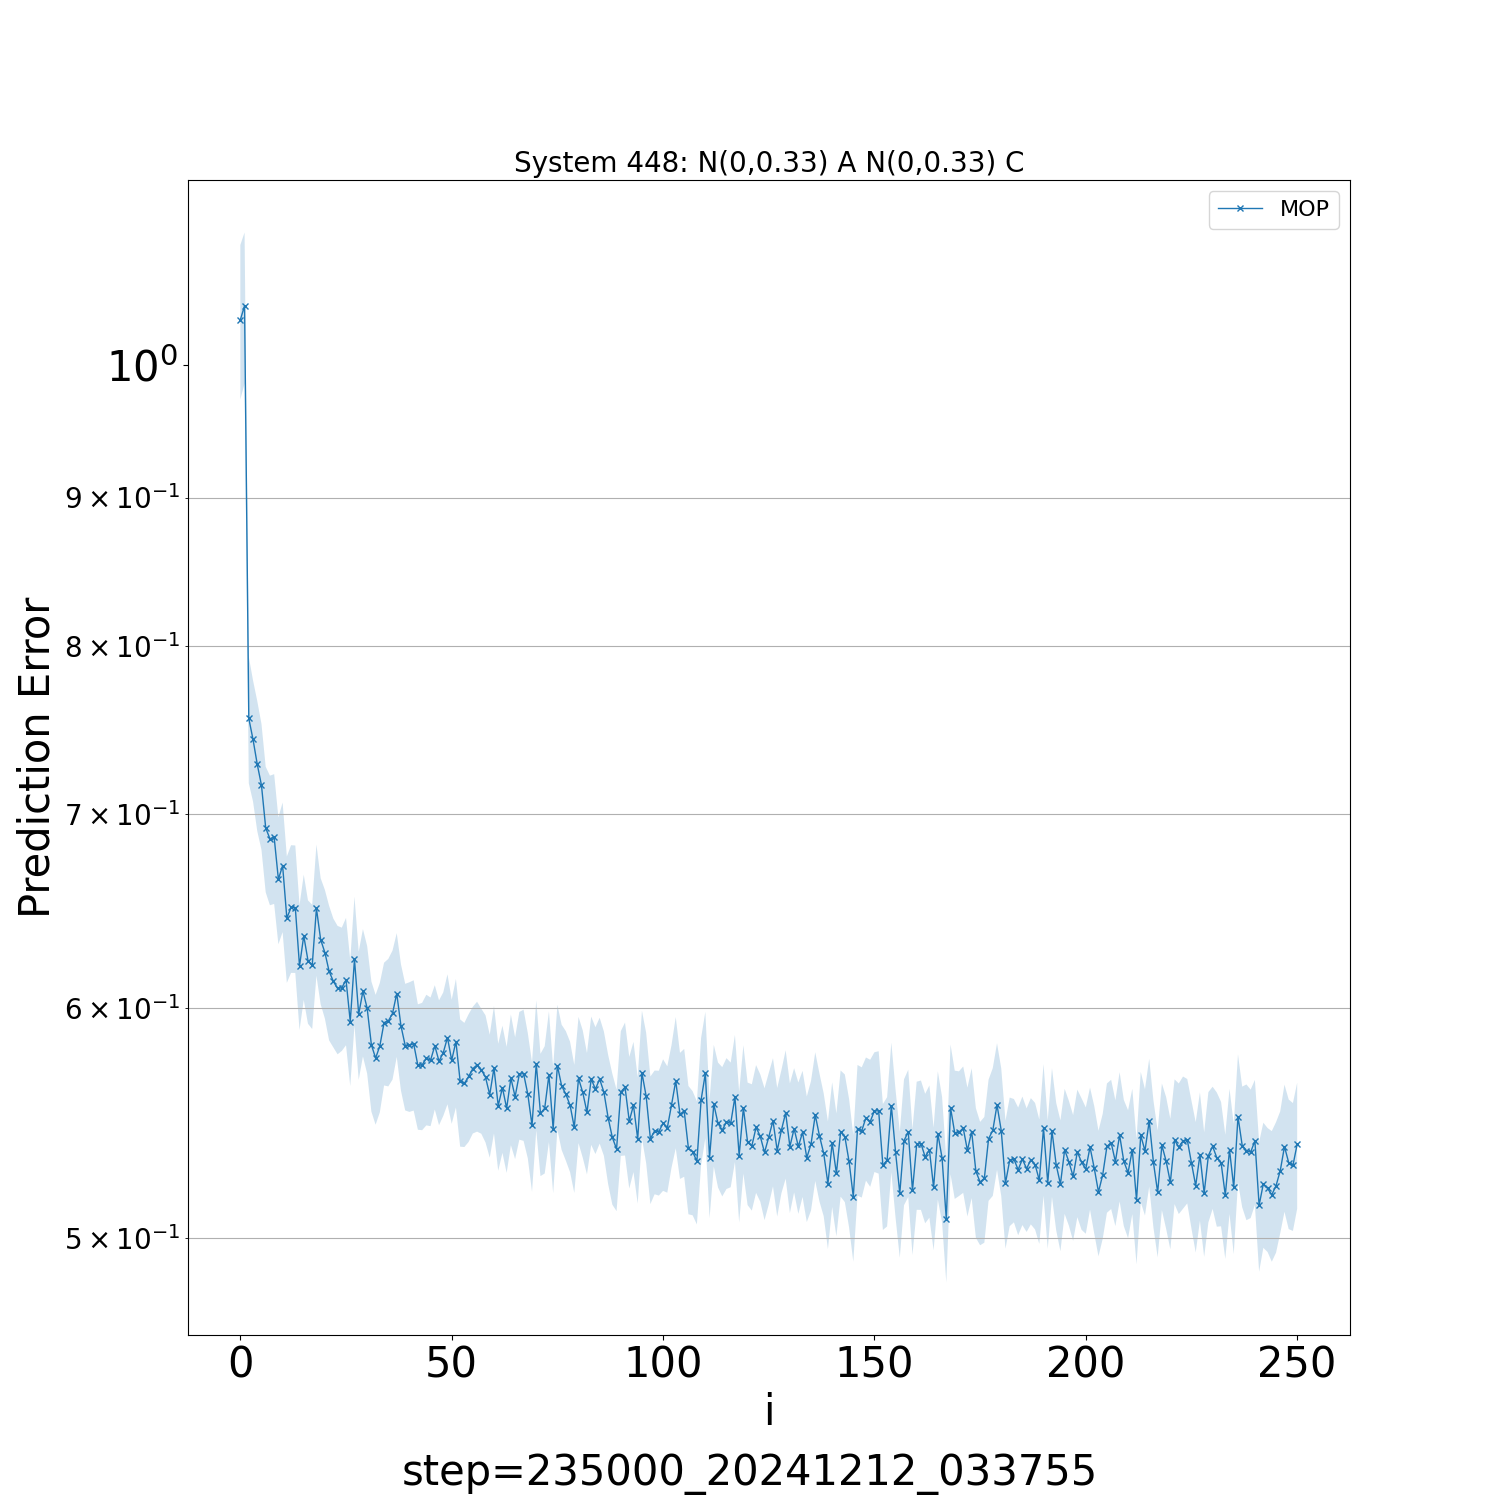 System 448: N(0,0.33) A N(0,0.33) C
MOP
10⁰
9 × 10⁻¹
8 × 10⁻¹
7 × 10⁻¹
6 × 10⁻¹
5 × 10⁻¹
Prediction Error
0 50 100 150 200 250
i
step=235000_20241212_033755